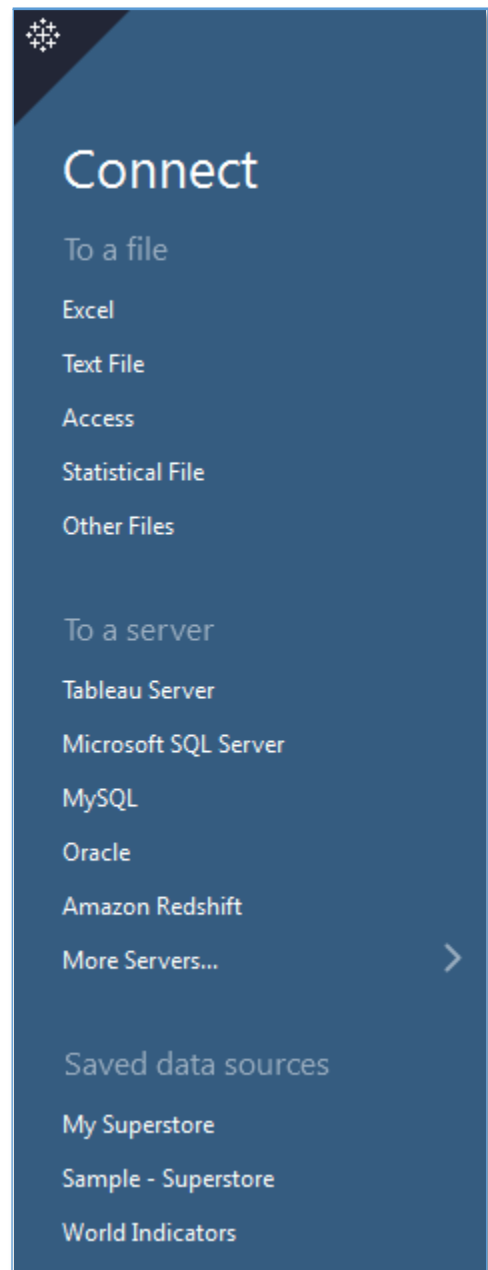 Connect
To a file
Excel
Text File
Access
Statistical File
Other Files
To a server
Tableau Server
Microsoft SQL Server
MySQL
Oracle
Amazon Redshift
More Servers...
Saved data sources
My Superstore
Sample - Superstore
World Indicators